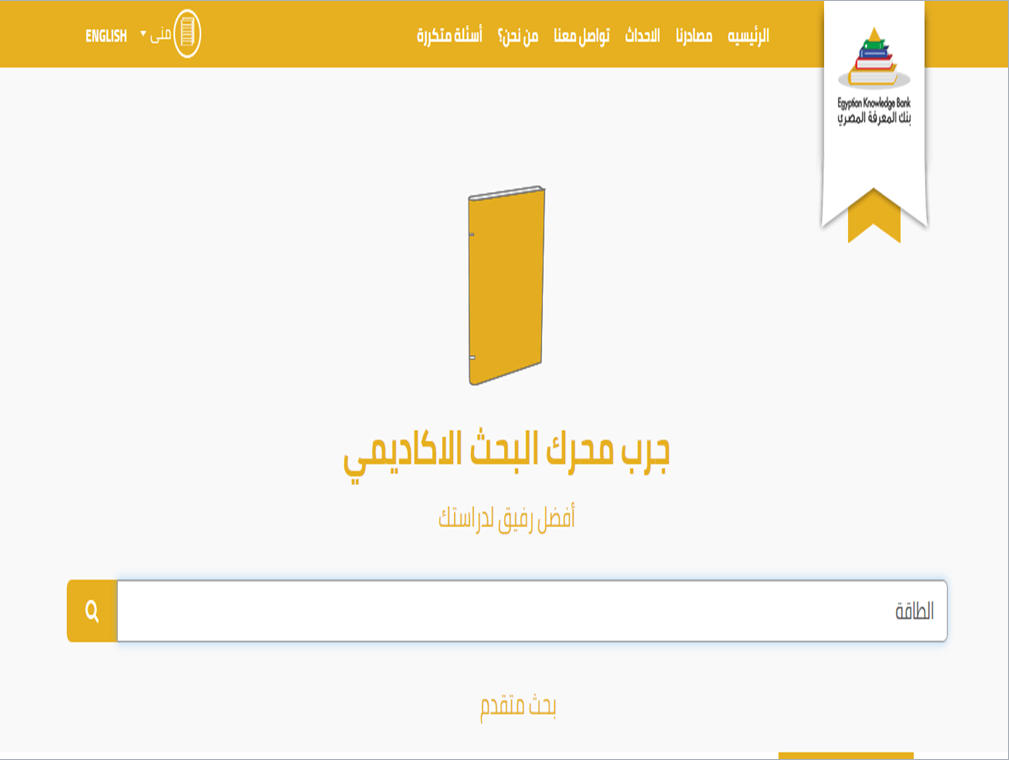 الرئيسيه مصادرنا الاحداث تواصل معنا من نحن؟ أسئلة متكررة منى ENGLISH
Egyptian Knowledge Bank
بنك المعرفة المصري
جرب محرك البحث الاكاديمي
أفضل رفيق لدراستك
الطاقة
بحث متقدم